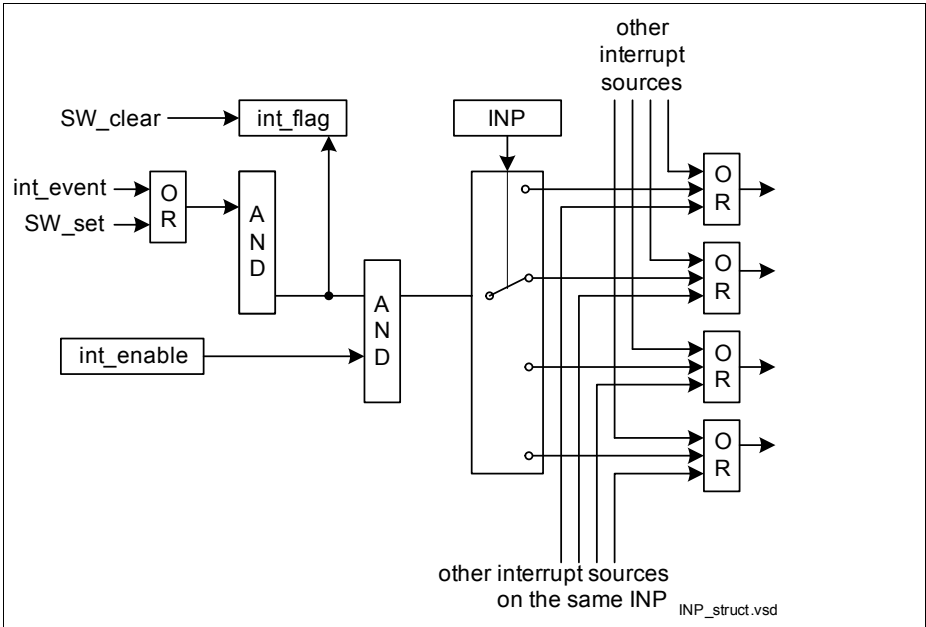 other
interrupt
sources
SW_clear
int_flag
INP
int_event
SW_set
O
R
A
N
D
A
N
D
int_enable
O
R
O
R
O
R
O
R
other interrupt sources
on the same INP
INP_struct.vsd